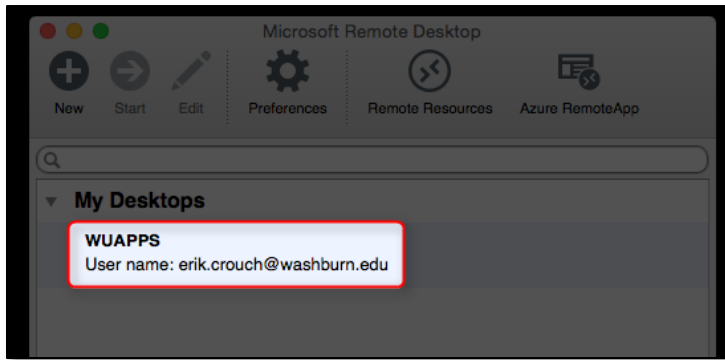 Microsoft Remote Desktop
New Start Edit Preferences Remote Resources Azure RemoteApp
My Desktops
WUAPPS
User name: erik.crouch@washburn.edu